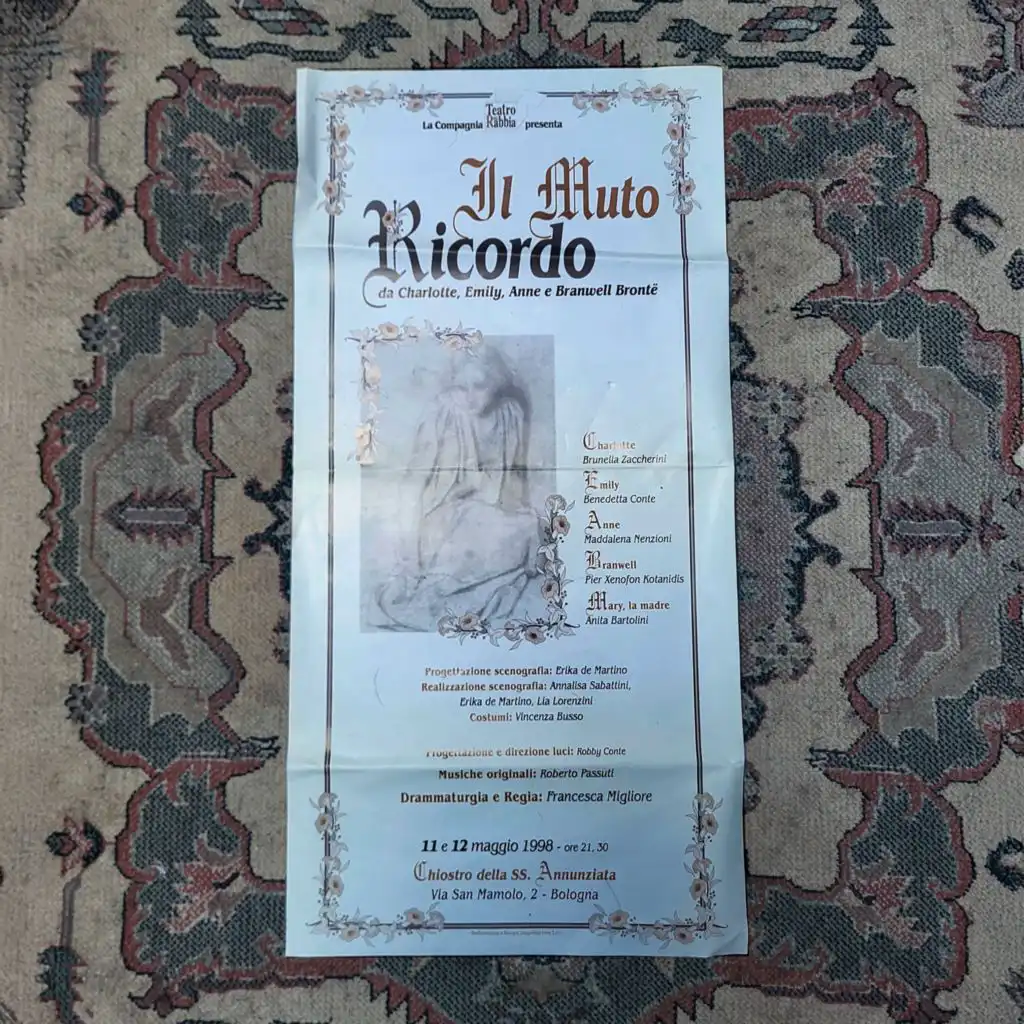 La Compagnia Teatro Rabbia presenta
Il Muto
Ricordo
da Charlotte, Emily, Anne e Branwell Brontë
Charlotte
Brunella Zaccherini
Emily
Benedetta Conte
Anne
Maddalena Nenzioni
Branwell
Pier Xenofon Kotanidis
Mary, la madre
Anita Bartolini
Progettazione scenografia: Erika de Martino
Realizzazione scenografia: Annalisa Sabattini,
Erika de Martino, Lia Lorenzini
Costumi: Vincenza Busso
Progettazione e direzione luci: Robby Conte
Musiche originali: Roberto Passuti
Drammaturgia e Regia: Francesca Migliore
11 e 12 maggio 1998 - ore 21,30
Chiostro della SS. Annunziata
Via San Mamolo, 2 - Bologna